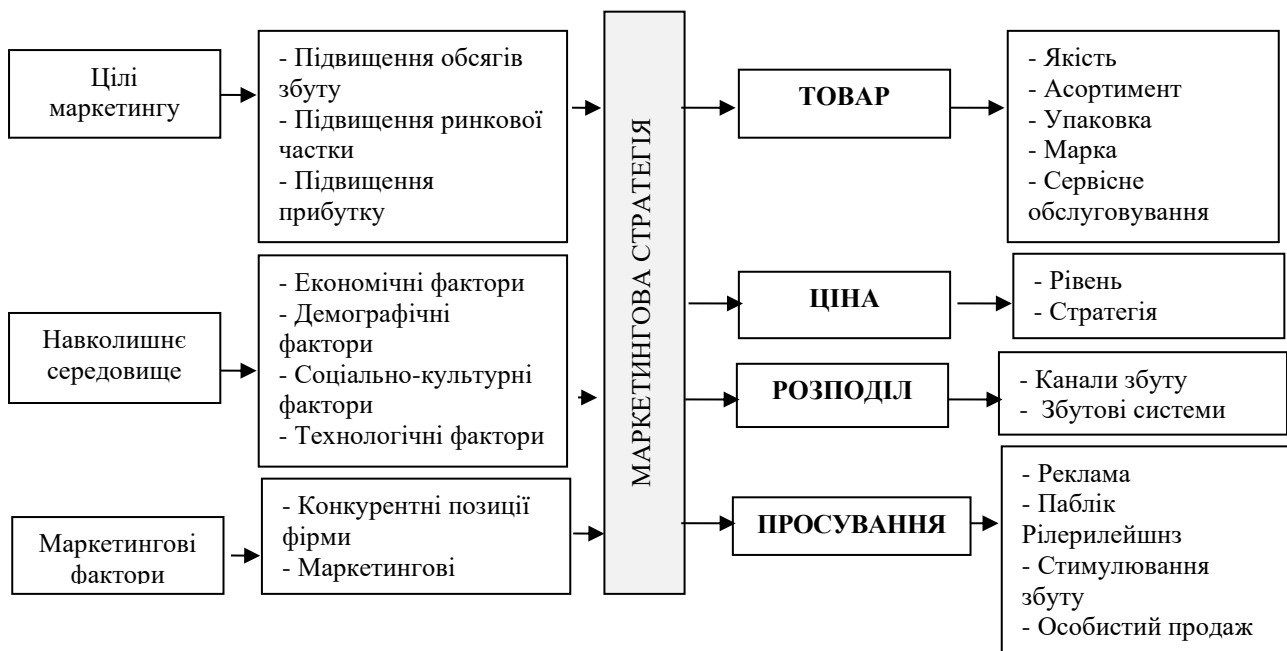 Цілі
маркетингу
- Підвищення обсягів
збуту
- Підвищення ринкової
частки
- Підвищення
прибутку
Навколишнє
середовище
- Економічні фактори
- Демографічні
фактори
- Соціально-культурні
фактори
- Технологічні фактори
Маркетингові
фактори
- Конкурентні позиції
фірми
- Маркетингові
МАРКЕТИНГОВА СТРАТЕГІЯ
ТОВАР
- Якість
- Асортимент
- Упаковка
- Марка
- Сервісне
обслуговування
ЦІНА
- Рівень
- Стратегія
РОЗПОДІЛ
- Канали збуту
- Збутові системи
ПРОСУВАННЯ
- Реклама
- Паблік
Рілерилейшнз
- Стимулювання
збуту
- Особистий продаж